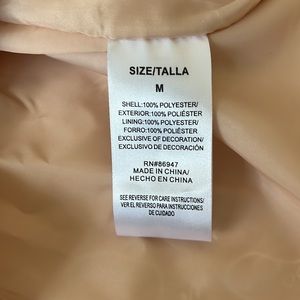 SIZE/TALLA
M
SHELL:100% POLYESTER/
EXTERIOR:100% POLIÉSTER
LINING:100% POLYESTER/
FORRO:100% POLIÉSTER
EXCLUSIVE OF DECORATION/
EXCLUSIVO DE DECORACIÓN
RN#86947
MADE IN CHINA/
HECHO EN CHINA
SEE REVERSE FOR CARE INSTRUCTIONS/
VER EL REVERSO PARA INSTRUCCIONES
DE CUIDADO